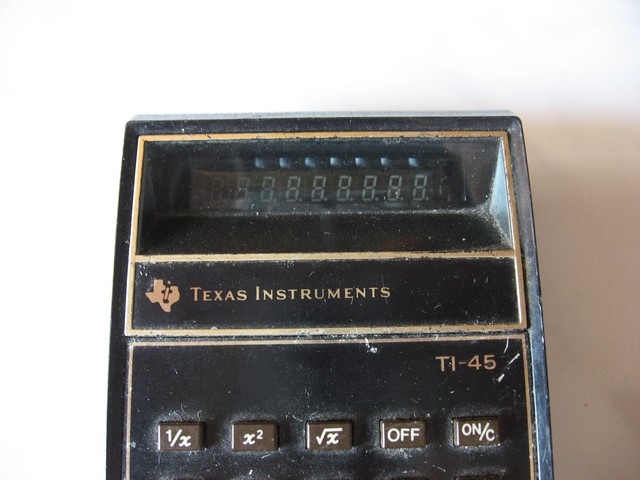 TEXAS INSTRUMENTS
TI-45
1/x x² √x OFF ON/C